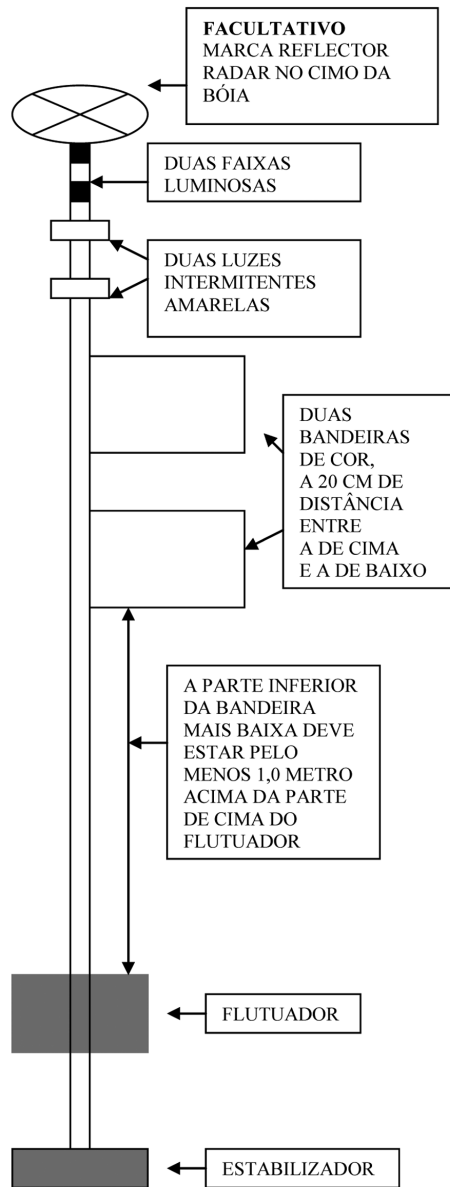 FACULTATIVO
MARCA REFLECTOR
RADAR NO CIMO DA
BÓIA
DUAS FAIXAS
LUMINOSAS
DUAS LUZES
INTERMITENTES
AMARELAS
DUAS
BANDEIRAS
DE COR,
A 20 CM DE
DISTÂNCIA
ENTRE
A DE CIMA
E A DE BAIXO
A PARTE INFERIOR
DA BANDEIRA
MAIS BAIXA DEVE
ESTAR PELO
MENOS 1,0 METRO
ACIMA DA PARTE
DE CIMA DO
FLUTUADOR
FLUTUADOR
ESTABILIZADOR